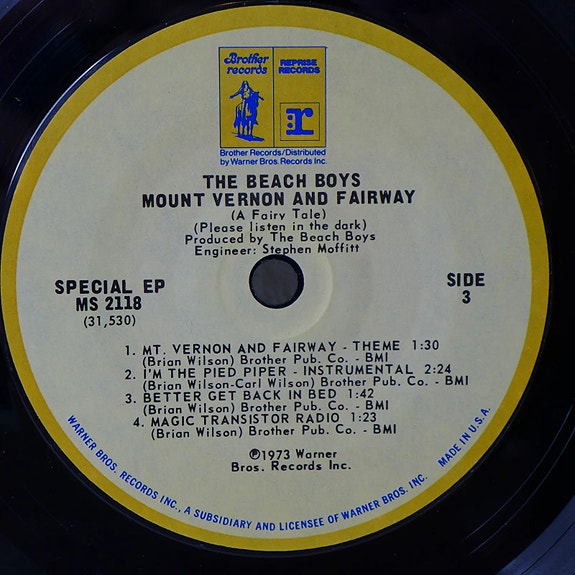 Brother
records
REPRISE
RECORDS
r
Brother Records/Distributed
by Warner Bros. Records Inc.
THE BEACH BOYS
MOUNT VERNON AND FAIRWAY
(A Fairy Tale)
(Please listen in the dark)
Produced by The Beach Boys
Engineer: Stephen Moffitt
SPECIAL EP
MS 2118
(31,530)
SIDE
3
1. MT. VERNON AND FAIRWAY - THEME 1:30
(Brian Wilson) Brother Pub. Co. - BMI
2. I'M THE PIED PIPER - INSTRUMENTAL 2:24
(Brian Wilson-Carl Wilson) Brother Pub. Co. - BMI
3. BETTER GET BACK IN BED 1:42
(Brian Wilson) Brother Pub. Co. - BMI
4. MAGIC TRANSISTOR RADIO 1:23
(Brian Wilson) Brother Pub. Co. - BMI
℗1973 Warner
Bros. Records Inc.
WARNER BROS. RECORDS INC., A SUBSIDIARY AND LICENSEE OF WARNER BROS. INC. MADE IN U.S.A.